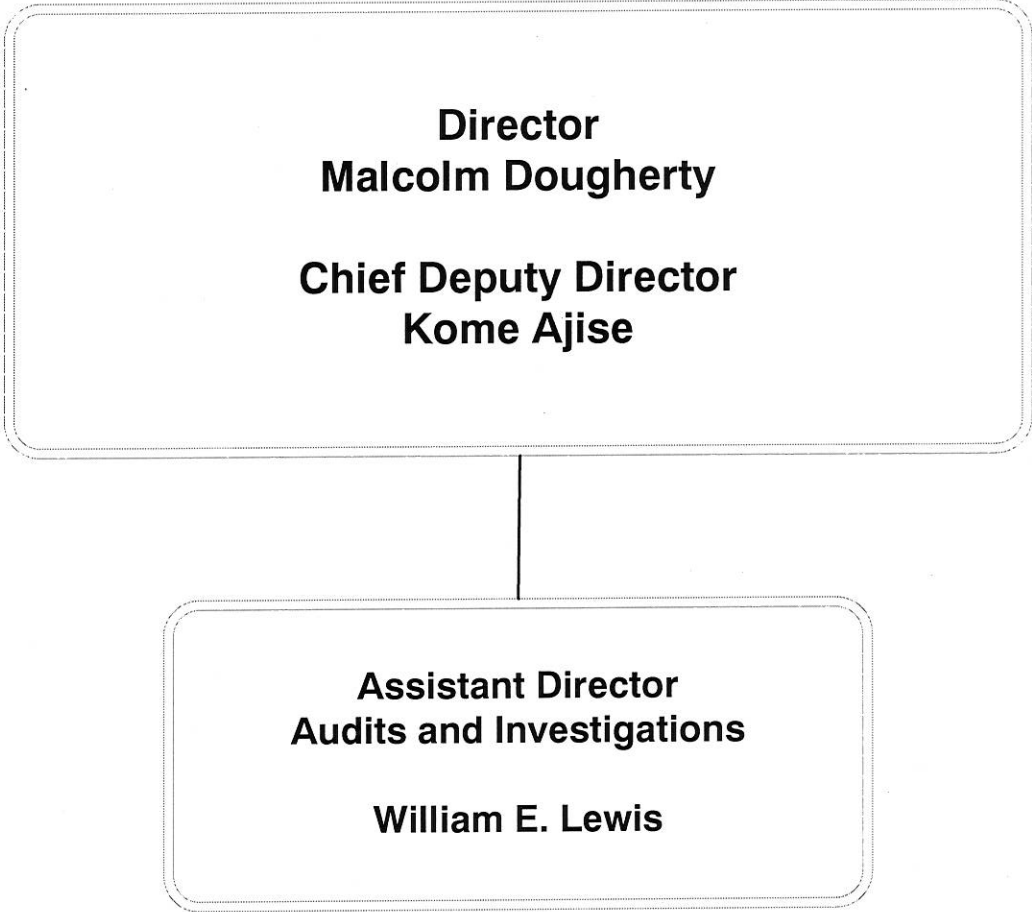 Director
Malcolm Dougherty
Chief Deputy Director
Kome Ajise
Assistant Director
Audits and Investigations
William E. Lewis